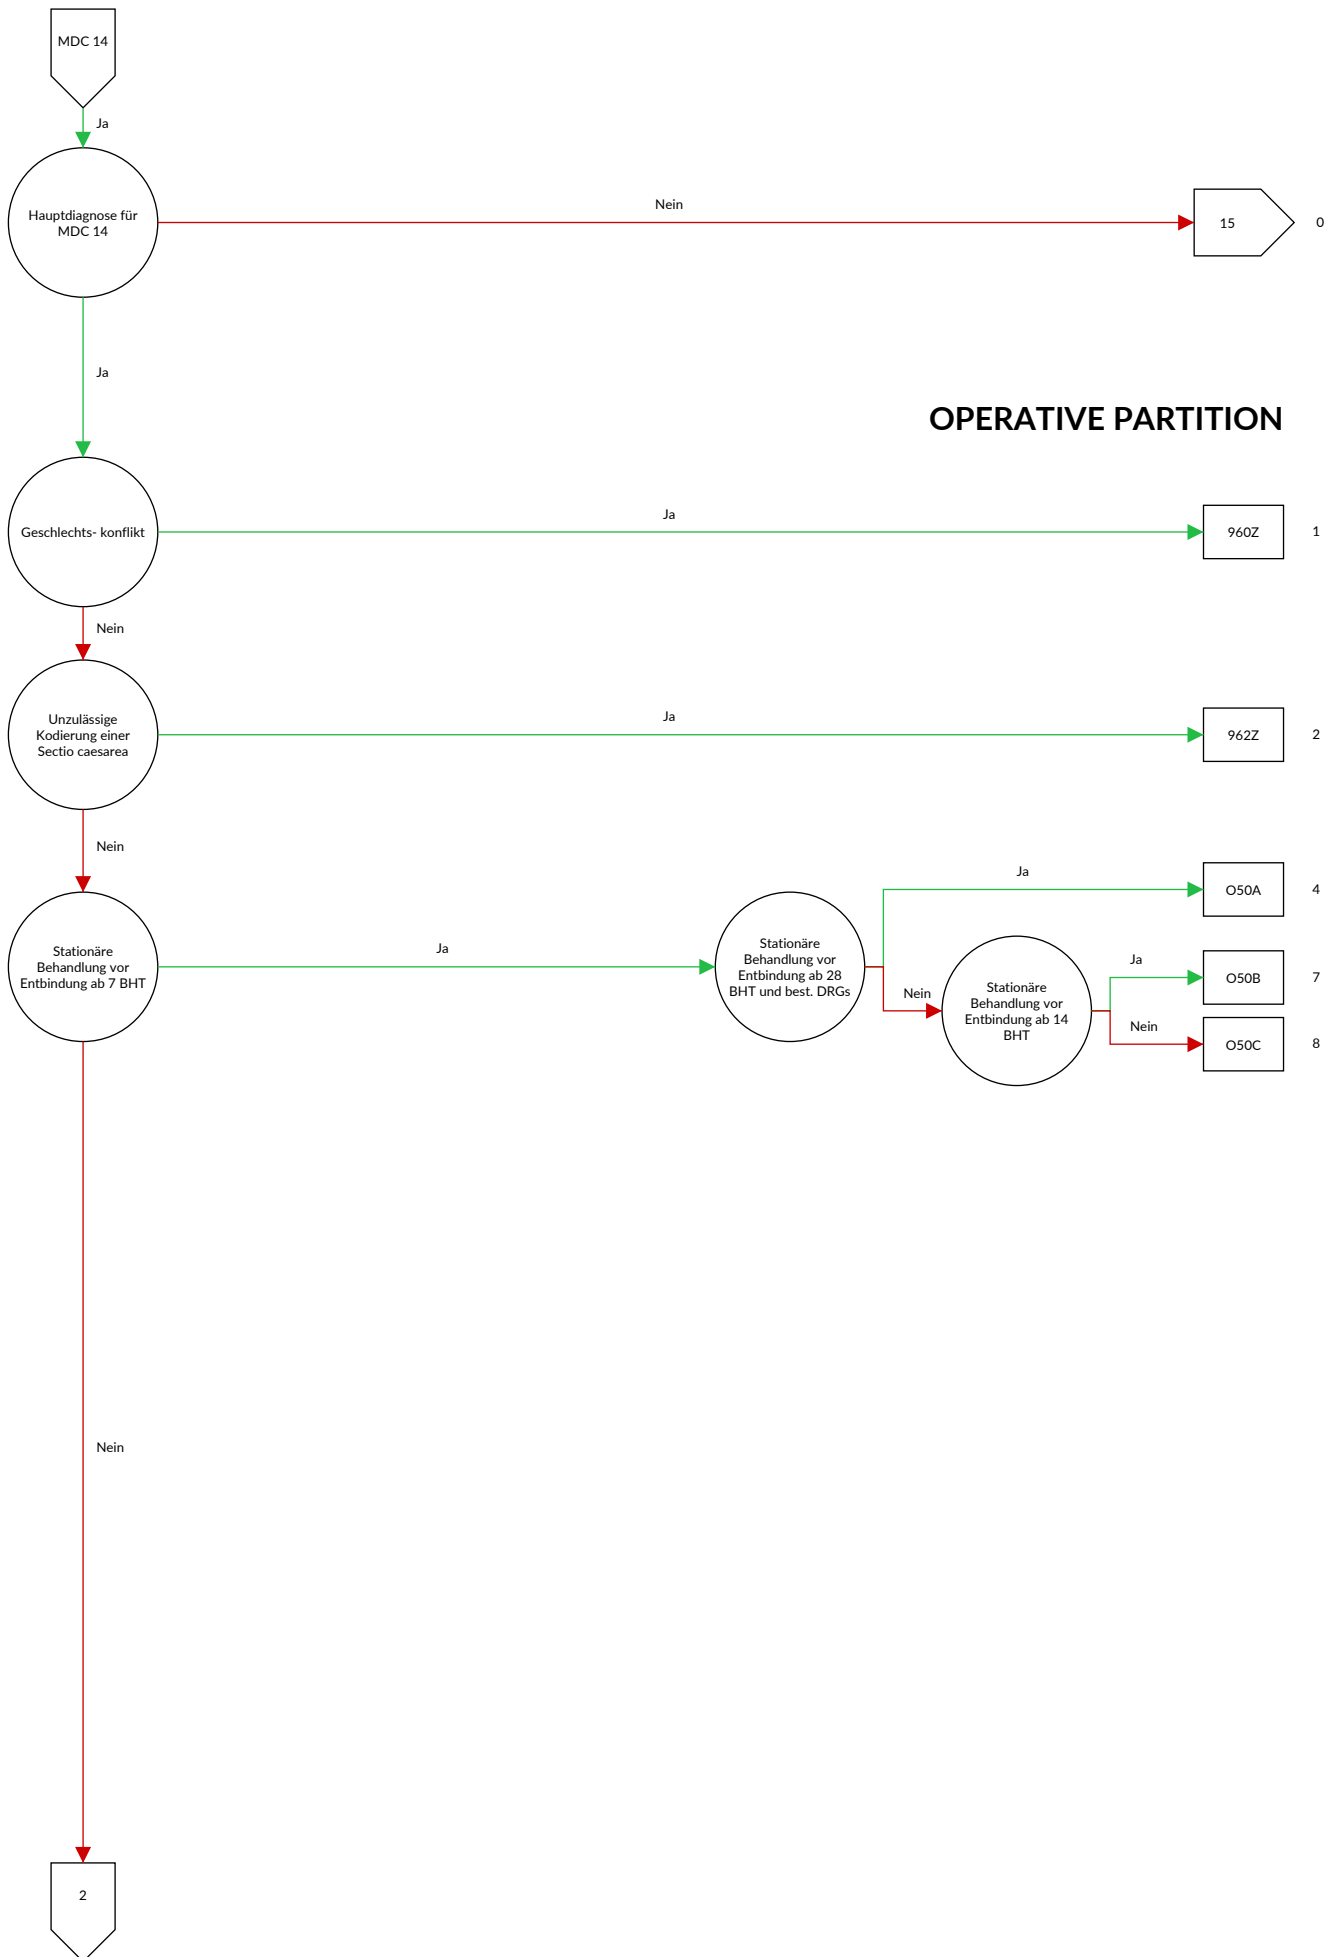 MDC 14
Ja
Hauptdiagnose für
MDC 14
Nein
15
0
Ja
OPERATIVE PARTITION
Geschlechts- konflikt
Ja
960Z
1
Nein
Unzulässige
Kodierung einer
Sectio caesarea
Ja
962Z
2
Nein
Stationäre
Behandlung vor
Entbindung ab 7 BHT
Ja
Stationäre
Behandlung vor
Entbindung ab 28
BHT und best. DRGs
Ja
O50A
4
Nein
Stationäre
Behandlung vor
Entbindung ab 14
BHT
Ja
O50B
7
Nein
O50C
8
Nein
2